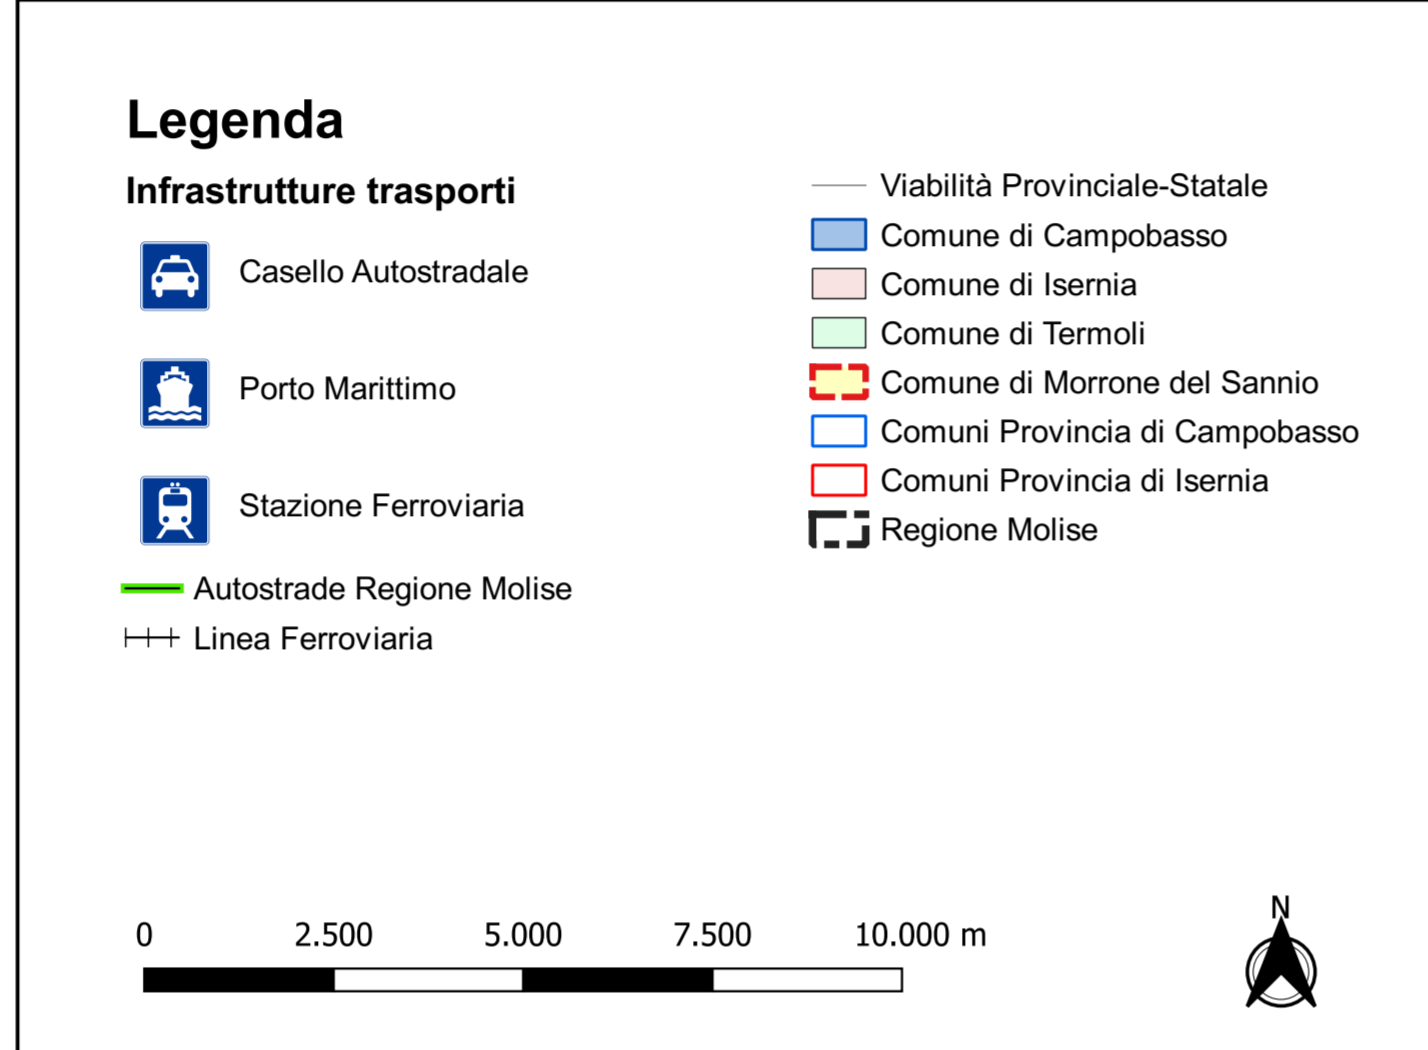 Legenda
Infrastrutture trasporti
Casello Autostradale
Porto Marittimo
Stazione Ferroviaria
Autostrade Regione Molise
Linea Ferroviaria
Viabilità Provinciale-Statale
Comune di Campobasso
Comune di Isernia
Comune di Termoli
Comune di Morrone del Sannio
Comuni Provincia di Campobasso
Comuni Provincia di Isernia
Regione Molise
0 2.500 5.000 7.500 10.000 m
N